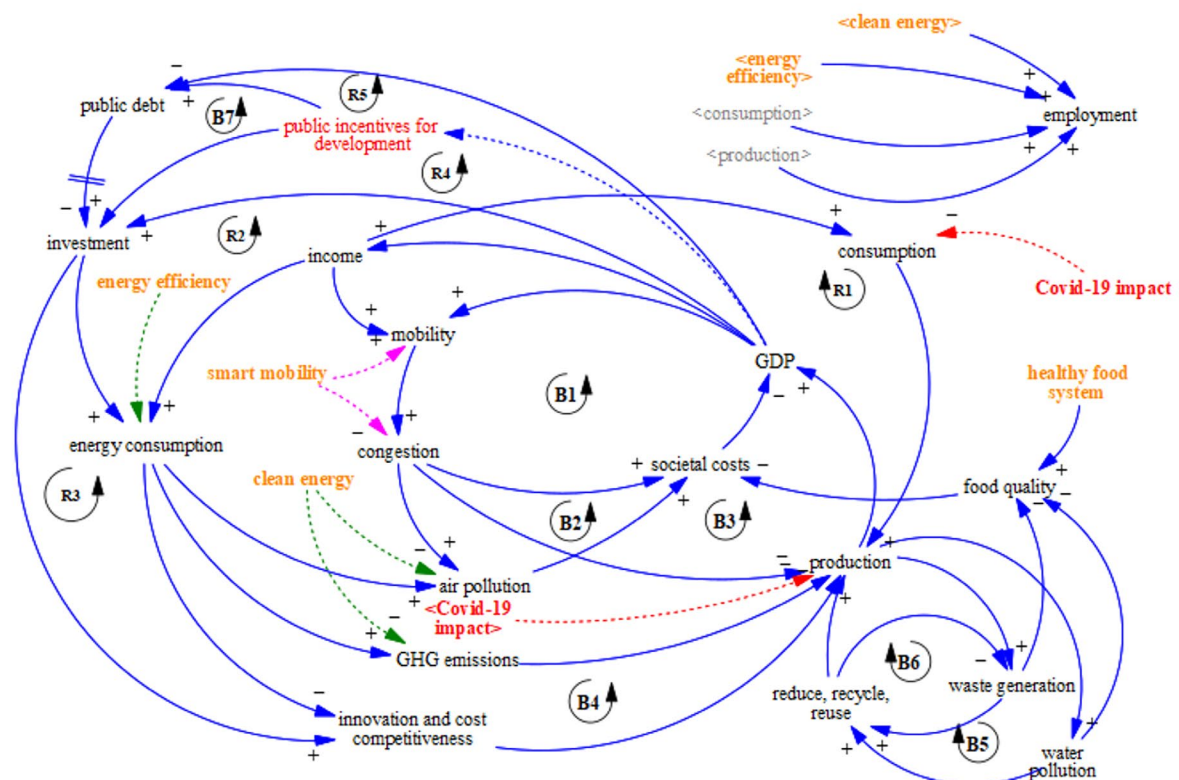 <clean energy>
<energy
efficiency>
<consumption>
<production>
+
+
+
+
employment
-
public debt
+
B7
R5
public incentives for
development
R4
-
+
investment
+
R2
+
income
+
-
consumption
R1
Covid-19 impact
energy efficiency
+
+
+
mobility
smart mobility
GDP
-
+
B1
healthy food
system
+
+
energy consumption
R3
-
+
congestion
clean energy
+
societal costs
-
+
B2
B3
+
food quality
-
-
-
+
air pollution
+
<Covid-19
impact>
-
+
production
+
-
+
-
GHG emissions
B4
-
innovation and cost
competitiveness
+
B6
+
-
waste generation
reduce, recycle,
reuse
B5
+
+
+
water
pollution